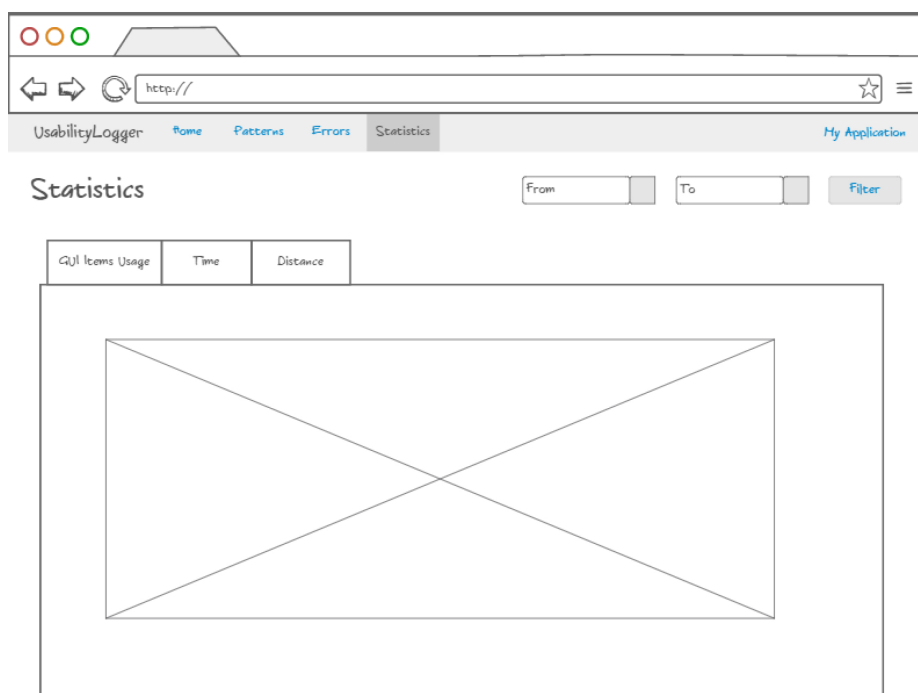 http://
UsabilityLogger Home Patterns Errors Statistics My Application
Statistics From To Filter
GUI Items Usage Time Distance